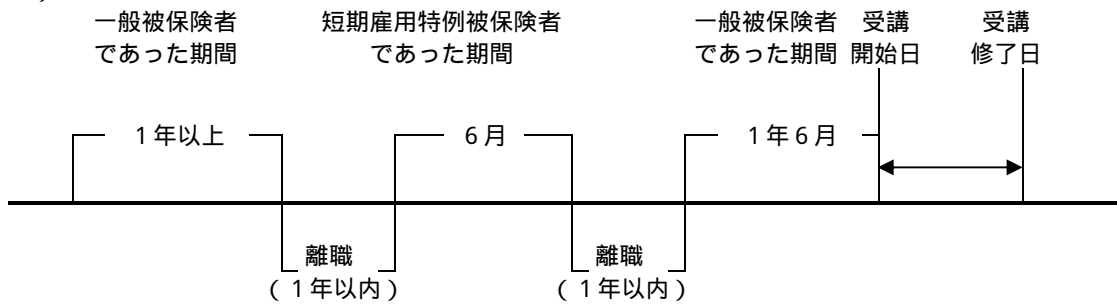 一般被保険者
であった期間
短期雇用特例被保険者
であった期間
一般被保険者
であった期間
受講
開始日
受講
修了日
1年以上
6月
1年6月
離職
(1年以内)
離職
(1年以内)